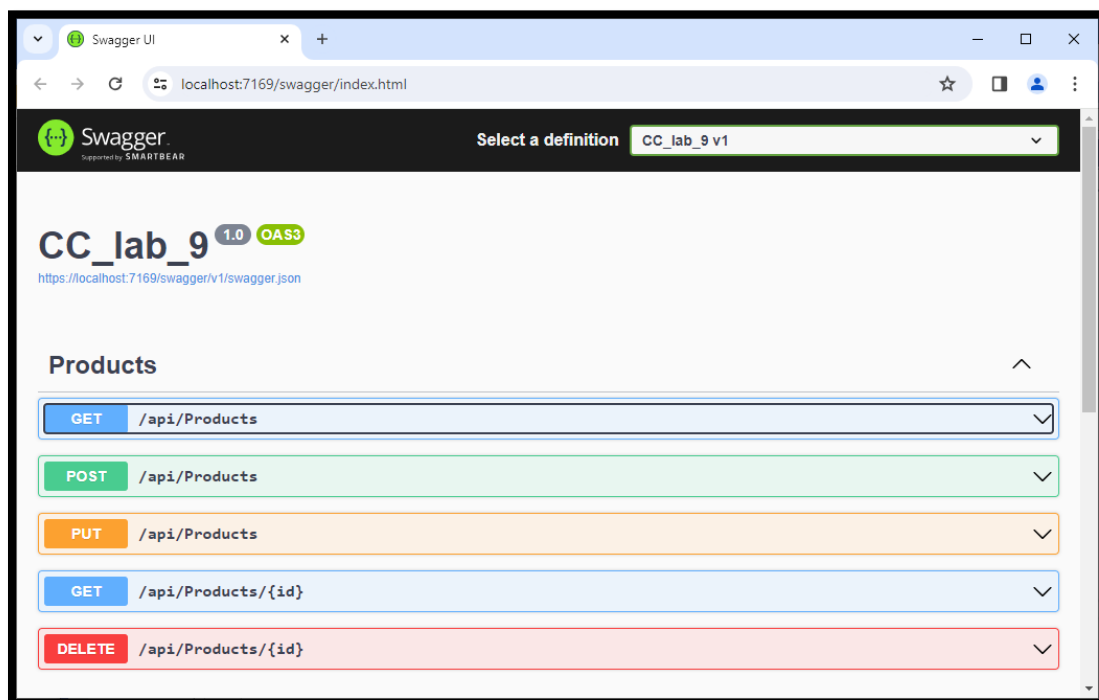 Swagger UI
localhost:7169/swagger/index.html
Swagger.
Supported by SMARTBEAR
Select a definition
CC_lab_9 v1
CC_lab_9 1.0 OAS3
https://localhost:7169/swagger/v1/swagger.json
Products
GET /api/Products
POST /api/Products
PUT /api/Products
GET /api/Products/{id}
DELETE /api/Products/{id}